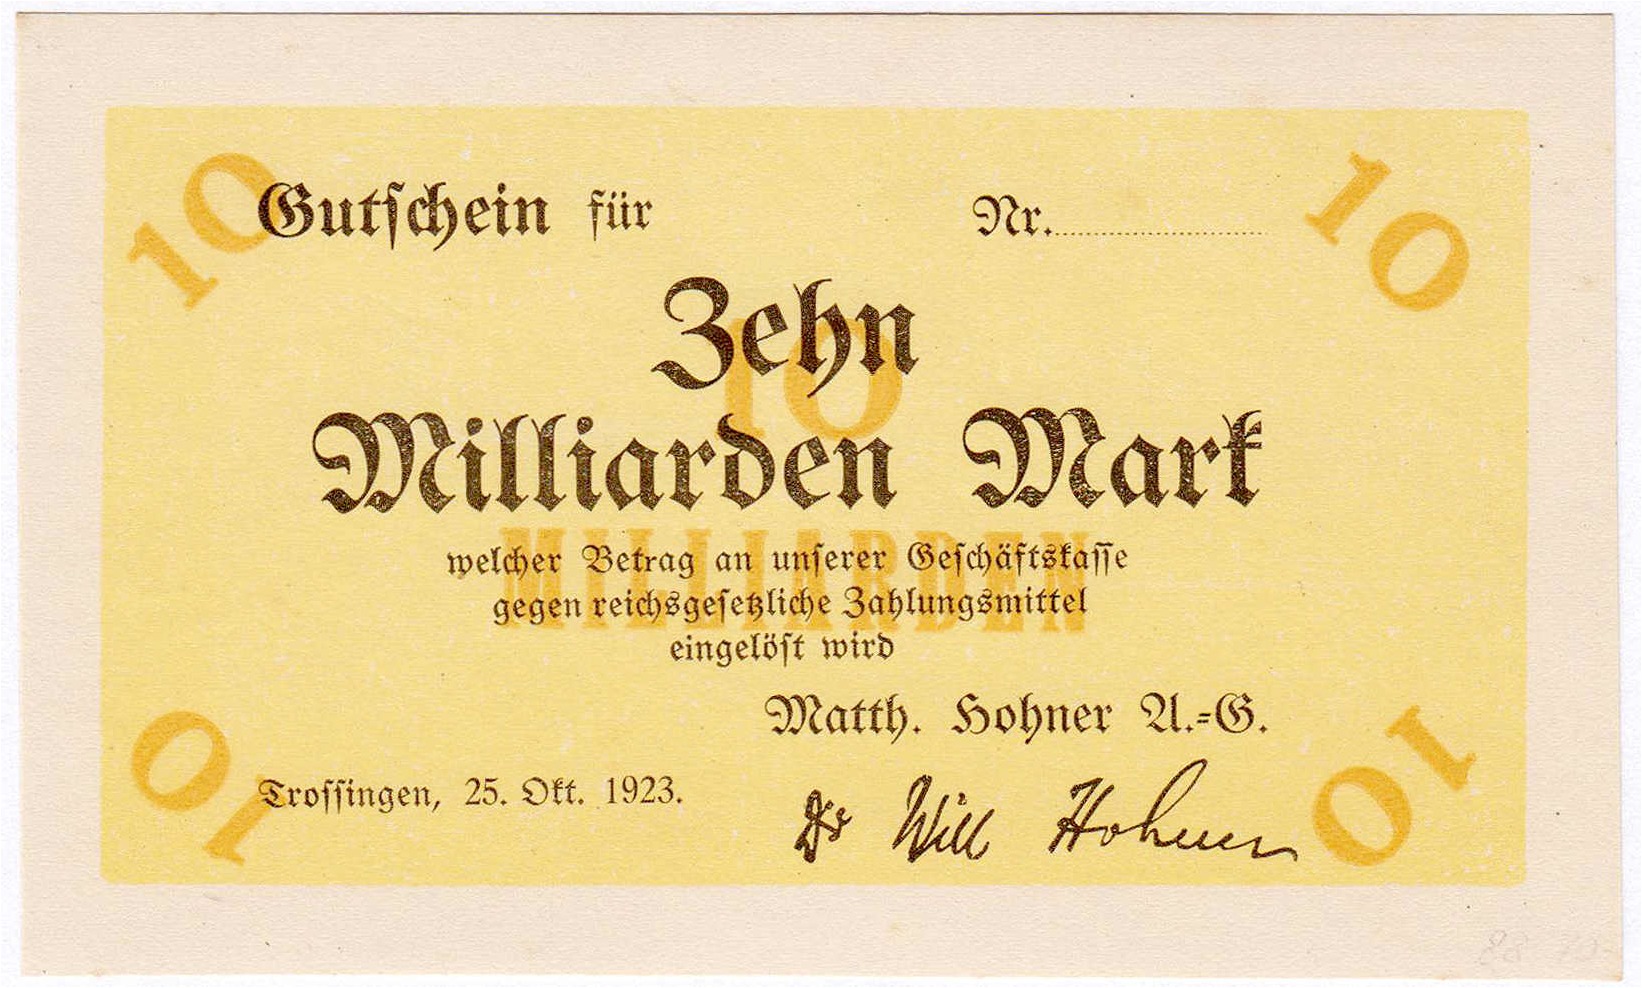 10
10
Gutschein für
Nr.
10
Zehn
Milliarden Mark
MILLIARDEN
welcher Betrag an unserer Geschäftskasse
gegen reichsgesetzliche Zahlungsmittel
eingelöst wird
Matth. Hohner A.=G.
Trossingen, 25. Okt. 1923.
Dr Will Hohner
10
10